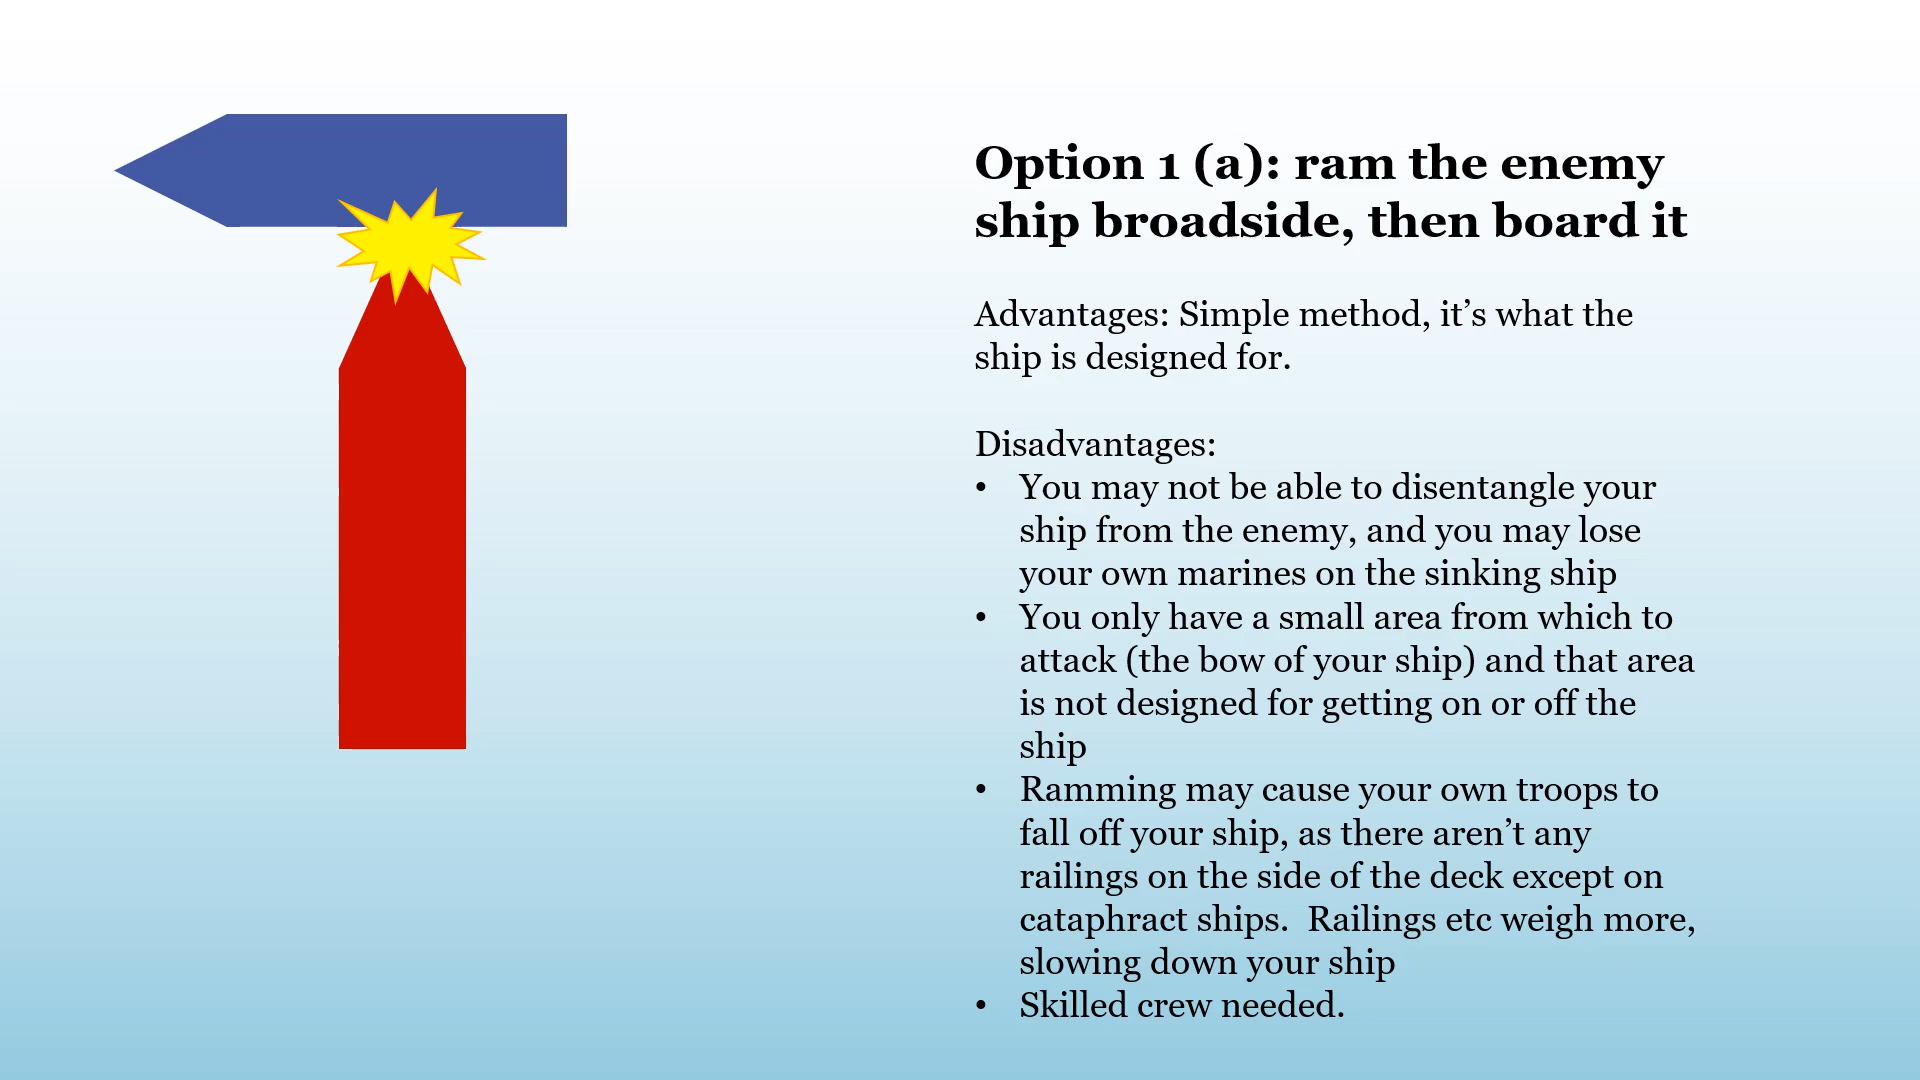 Option 1 (a): ram the enemy
ship broadside, then board it
Advantages: Simple method, it’s what the
ship is designed for.
Disadvantages:
• You may not be able to disentangle your
ship from the enemy, and you may lose
your own marines on the sinking ship
• You only have a small area from which to
attack (the bow of your ship) and that area
is not designed for getting on or off the
ship
• Ramming may cause your own troops to
fall off your ship, as there aren’t any
railings on the side of the deck except on
cataphract ships.  Railings etc weigh more,
slowing down your ship
• Skilled crew needed.